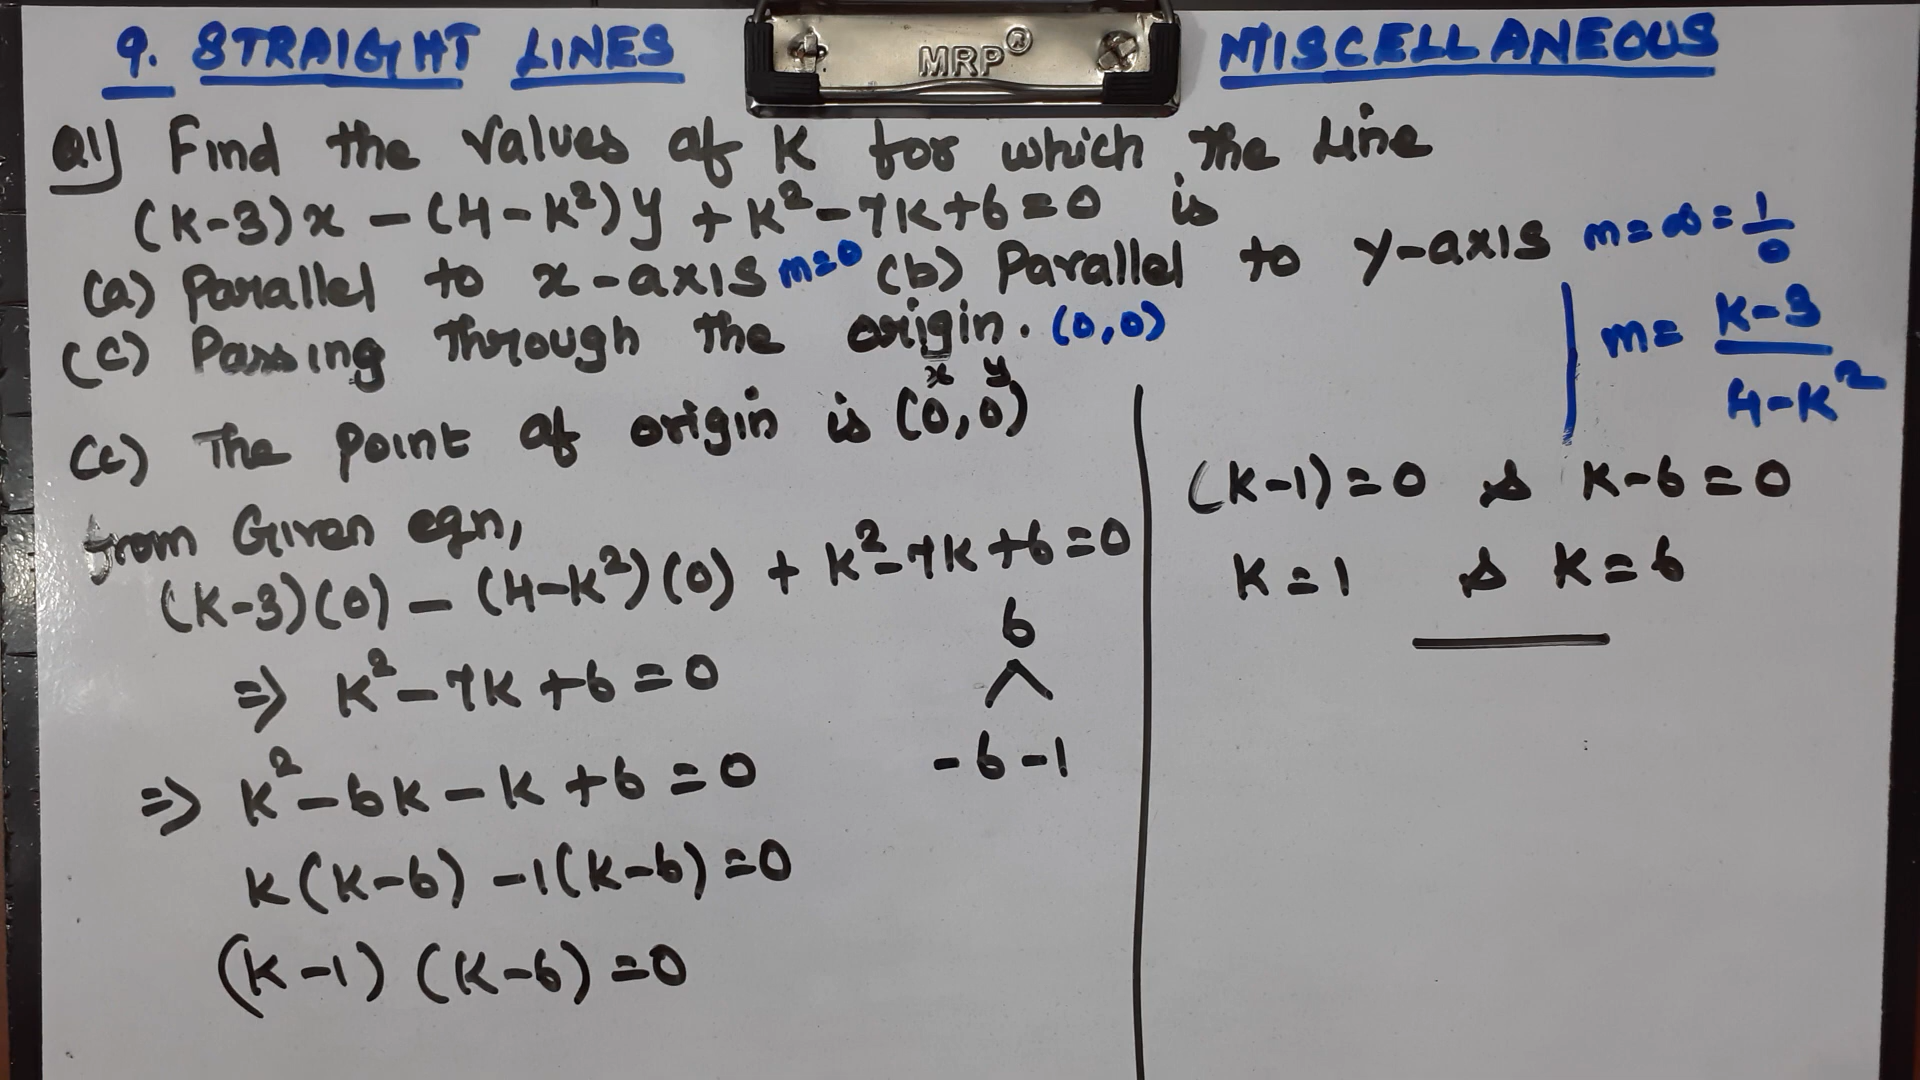 9. STRAIGHT LINES
MRP®
MISCELLANEOUS
Q1) Find the values of K for which the line
(K-3)x - (4-K²)y + K²-7K+6=0 is
(a) Parallel to x-axis m=0 (b) Parallel to y-axis m=∞=1/0
(c) Passing through the origin. (0,0)
m= K-3/4-K²
x y
(c) The point of origin is (0,0)
from Given eqn,
(K-3)(0) - (4-K²)(0) + K²-7K+6=0
6
=> K²-7K+6=0
-6 -1
=> K²-6K-K+6=0
K(K-6) -1(K-6)=0
(K-1) (K-6)=0
(K-1)=0 & K-6=0
K=1 & K=6